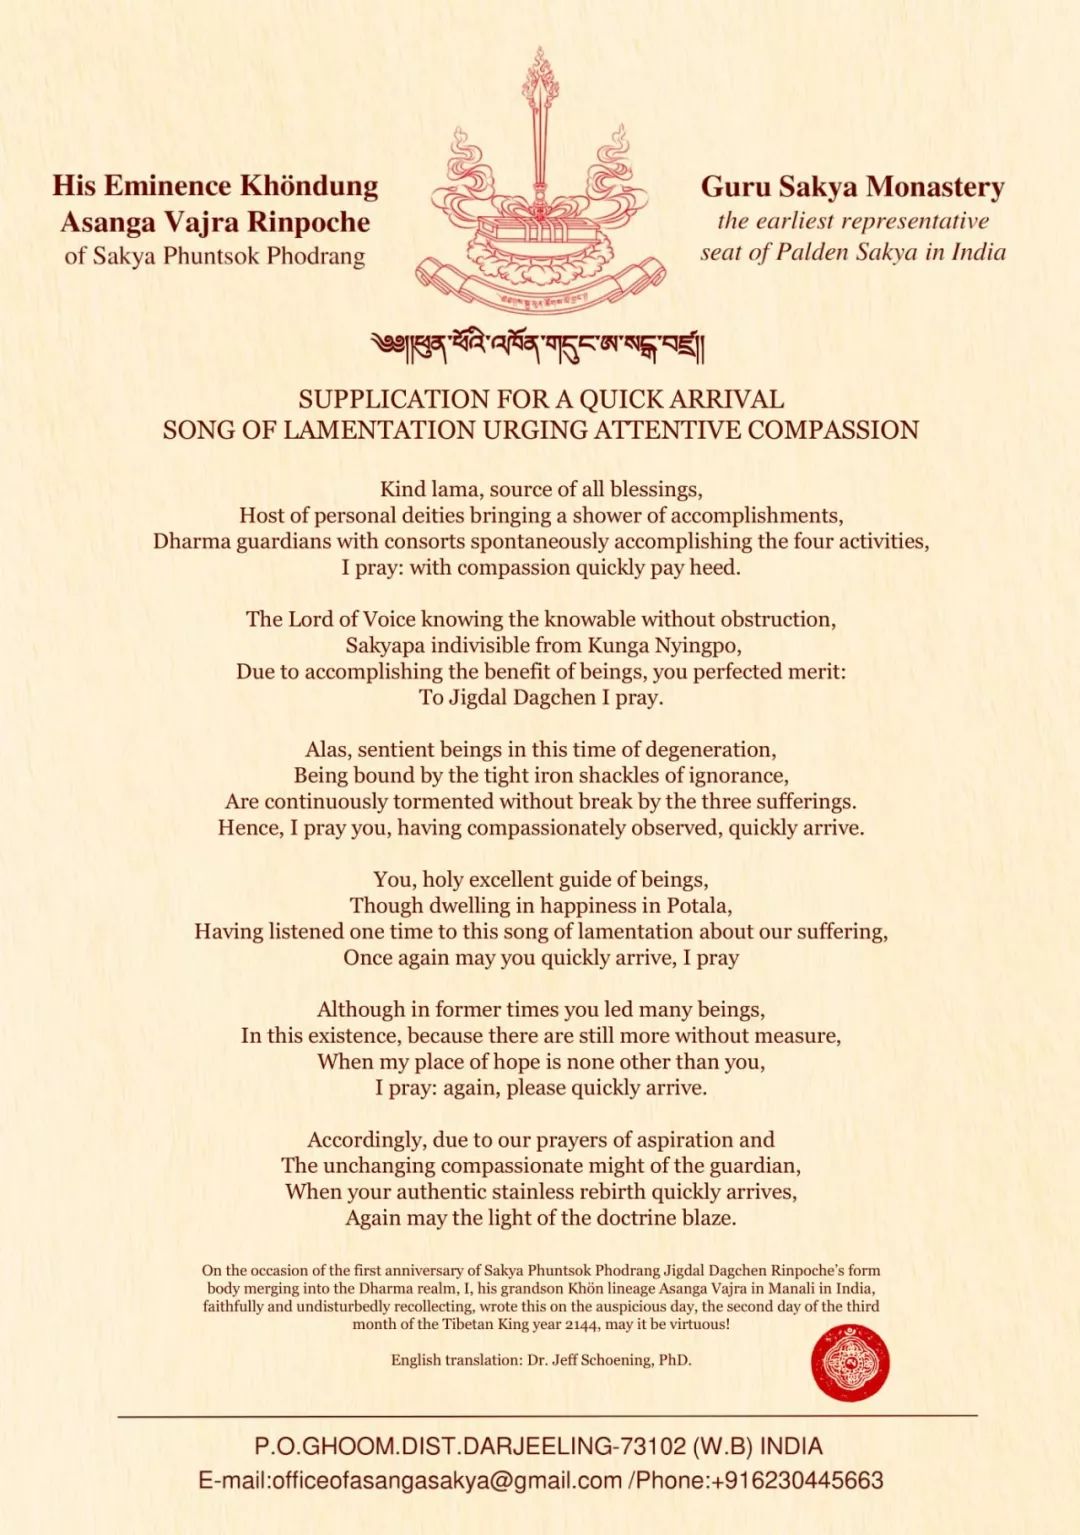 His Eminence Khöndung
Asanga Vajra Rinpoche
of Sakya Phuntsok Phodrang
Guru Sakya Monastery
the earliest representative
seat of Palden Sakya in India
༄༅།།ཕུན་ཕོའི་འཁོན་གདུང་ཨ་སངྒ་བཛྲ།།
SUPPLICATION FOR A QUICK ARRIVAL
SONG OF LAMENTATION URGING ATTENTIVE COMPASSION
Kind lama, source of all blessings,
Host of personal deities bringing a shower of accomplishments,
Dharma guardians with consorts spontaneously accomplishing the four activities,
I pray: with compassion quickly pay heed.
The Lord of Voice knowing the knowable without obstruction,
Sakyapa indivisible from Kunga Nyingpo,
Due to accomplishing the benefit of beings, you perfected merit:
To Jigdal Dagchen I pray.
Alas, sentient beings in this time of degeneration,
Being bound by the tight iron shackles of ignorance,
Are continuously tormented without break by the three sufferings.
Hence, I pray you, having compassionately observed, quickly arrive.
You, holy excellent guide of beings,
Though dwelling in happiness in Potala,
Having listened one time to this song of lamentation about our suffering,
Once again may you quickly arrive, I pray
Although in former times you led many beings,
In this existence, because there are still more without measure,
When my place of hope is none other than you,
I pray: again, please quickly arrive.
Accordingly, due to our prayers of aspiration and
The unchanging compassionate might of the guardian,
When your authentic stainless rebirth quickly arrives,
Again may the light of the doctrine blaze.
On the occasion of the first anniversary of Sakya Phuntsok Phodrang Jigdal Dagchen Rinpoche's form
body merging into the Dharma realm, I, his grandson Khön lineage Asanga Vajra in Manali in India,
faithfully and undisturbedly recollecting, wrote this on the auspicious day, the second day of the third
month of the Tibetan King year 2144, may it be virtuous!
English translation: Dr. Jeff Schoening, PhD.
P.O.GHOOM.DIST.DARJEELING-73102 (W.B) INDIA
E-mail:officeofasangasakya@gmail.com /Phone:+916230445663